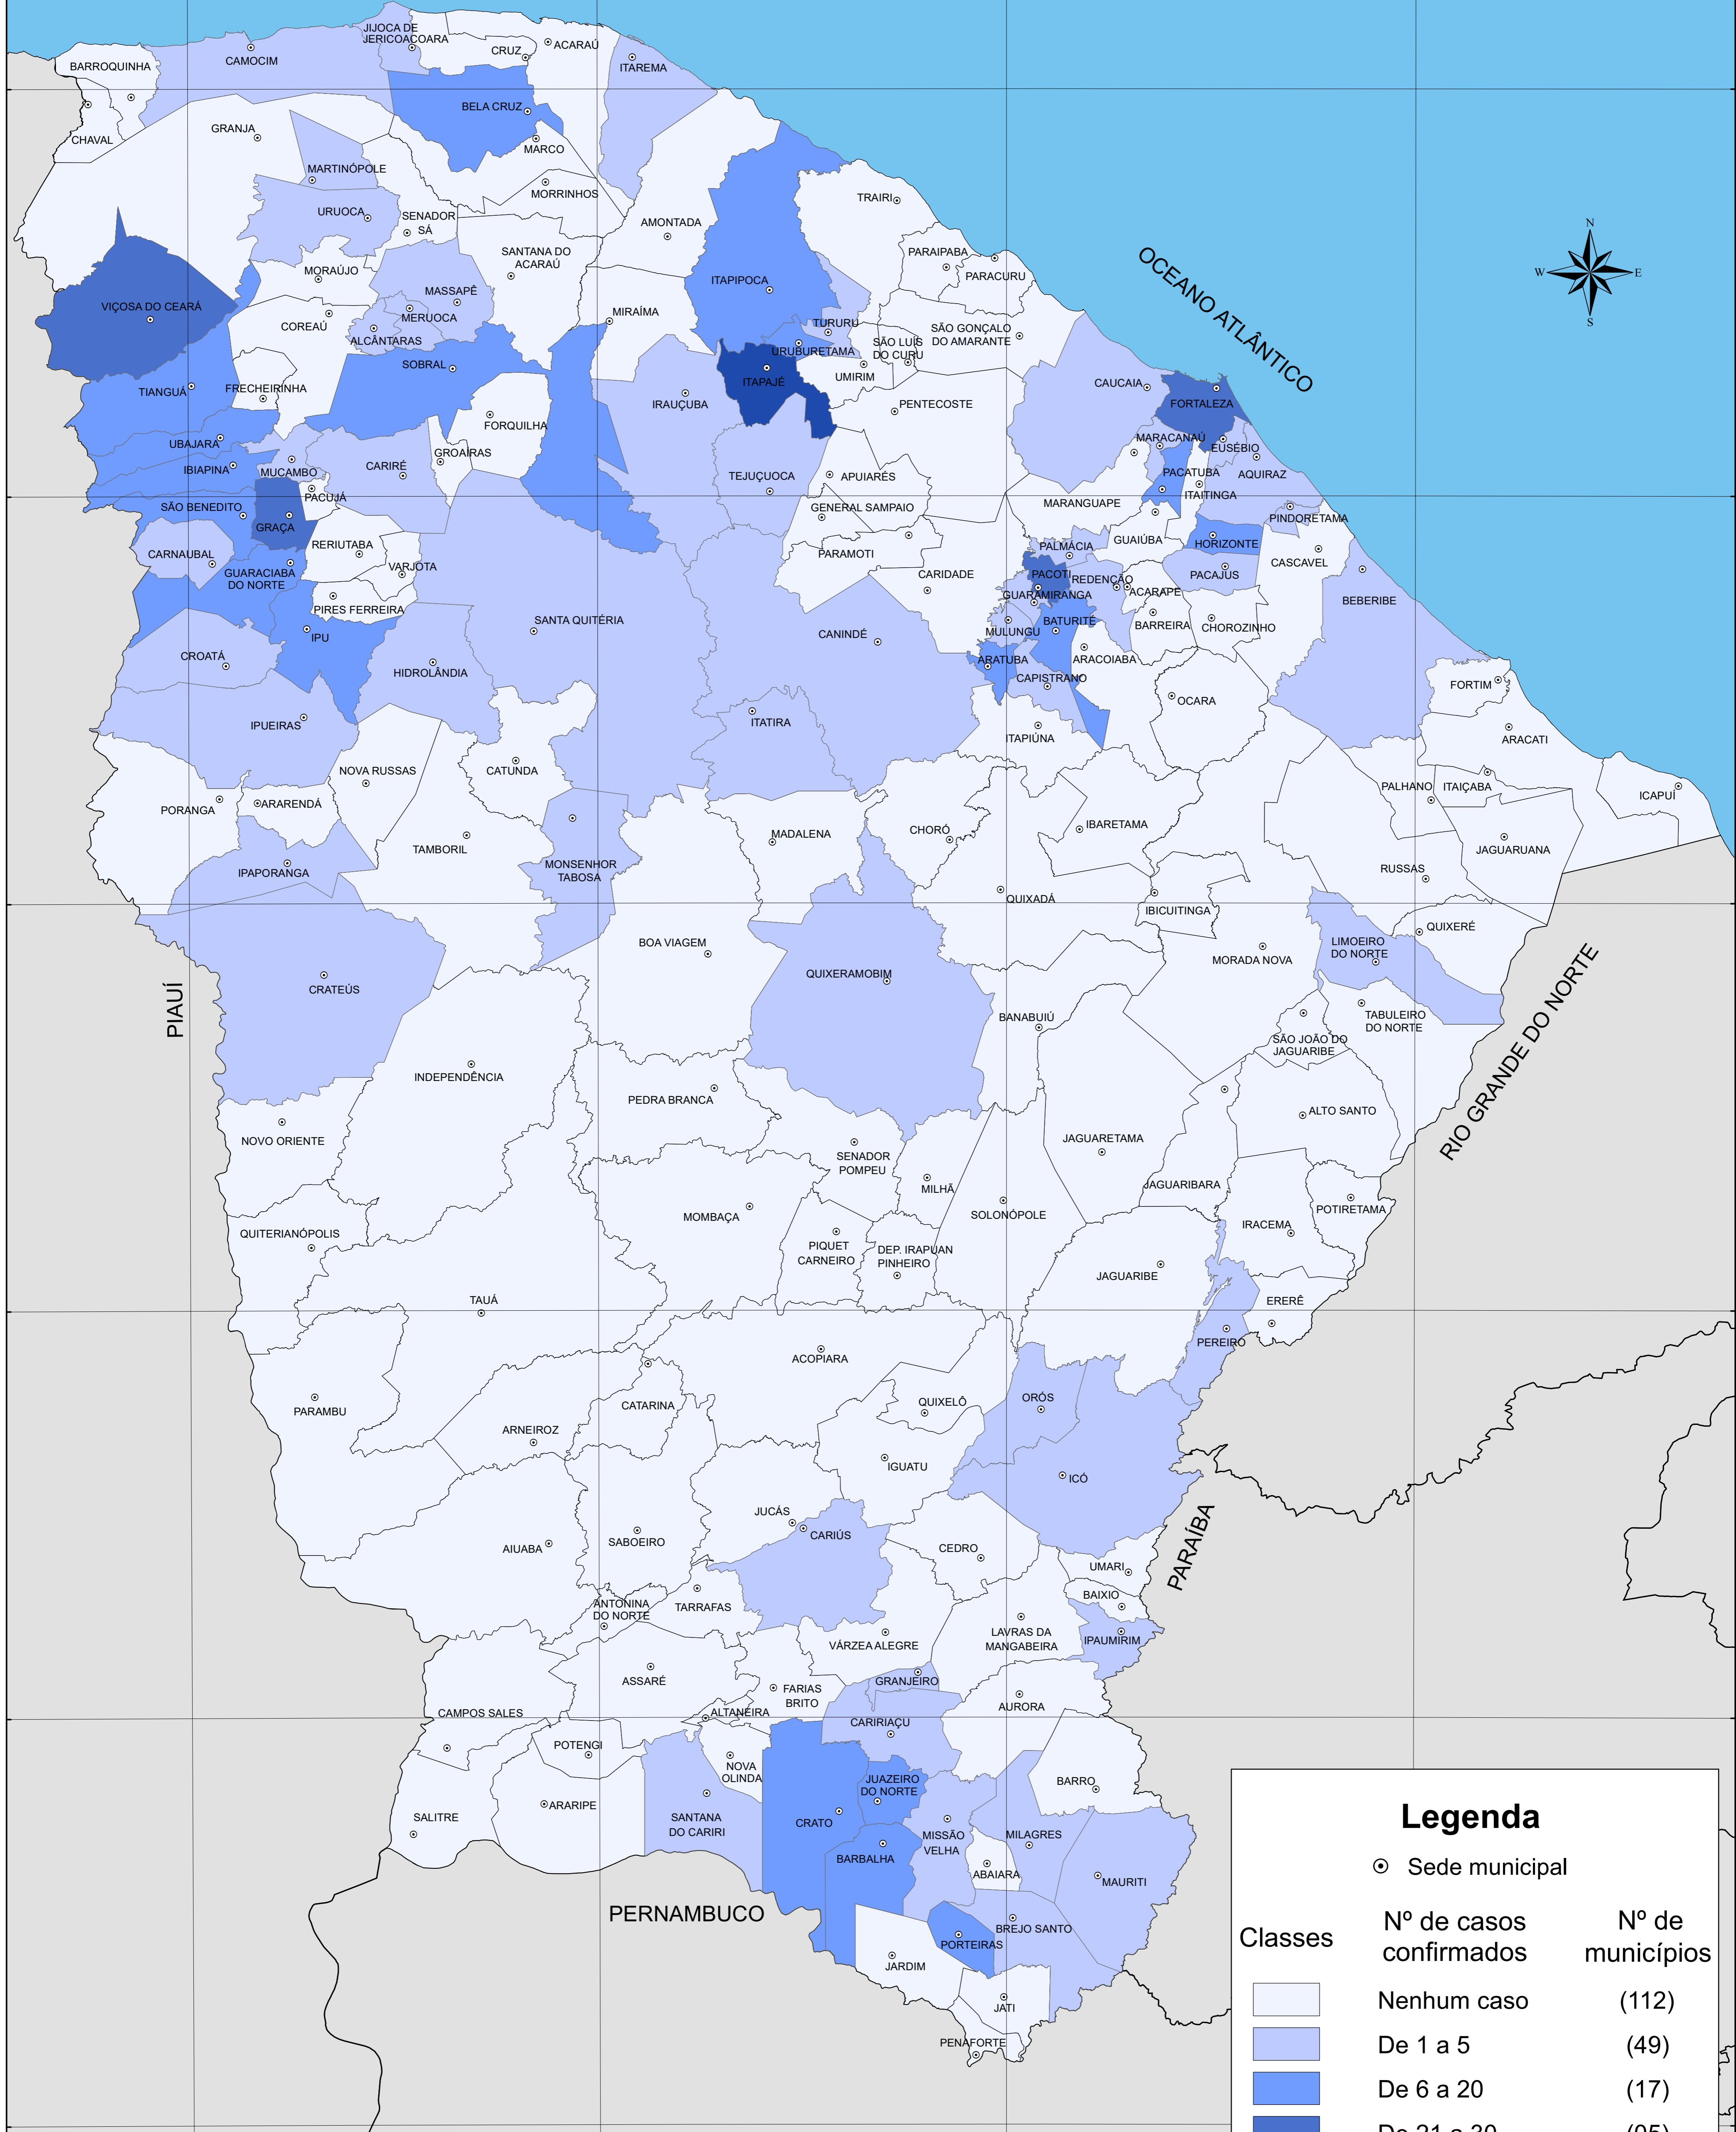 JIJOCA DE
JERICOACOARA
CRUZ
ACARAÚ
BARROQUINHA
CAMOCIM
ITAREMA
BELA CRUZ
GRANJA
CHAVAL
MARCO
MARTINÓPOLE
MORRINHOS
TRAIRI
URUOCA
SENADOR
SÁ
AMONTADA
SANTANA DO
ACARAÚ
PARAIPABA
PARACURU
OCEANO ATLÂNTICO
N
W
E
S
MORAÚJO
ITAPIPOCA
MASSAPÊ
VIÇOSA DO CEARÁ
MERUOCA
MIRAÍMA
COREAÚ
TURURU
SÃO GONÇALO
DO AMARANTE
ALCÂNTARAS
SÃO LUÍS
DO CURU
URUBURETAMA
SOBRAL
UMIRIM
ITAPAJÉ
CAUCAIA
TIANGUÁ
FRECHEIRINHA
IRAUÇUBA
PENTECOSTE
FORTALEZA
FORQUILHA
MARACANAÚ
UBAJARA
EUSÉBIO
GROAÍRAS
IBIAPINA
MUCAMBO
CARIRÉ
TEJUÇUOCA
APUIARÉS
PACATUBA
AQUIRAZ
PACUJÁ
ITAITINGA
MARANGUAPE
SÃO BENEDITO
GENERAL SAMPAIO
GRAÇA
PINDORETAMA
GUAIÚBA
HORIZONTE
RERIUTABA
PALMÁCIA
CARNAUBAL
PARAMOTI
CASCAVEL
VARJOTA
GUARACIABA
DO NORTE
CARIDADE
PACOTI
REDENÇÃO
PACAJUS
GUARAMIRANGA
ACARAPE
PIRES FERREIRA
BEBERIBE
SANTA QUITÉRIA
BATURITÉ
BARREIRA
CHOROZINHO
IPU
CANINDÉ
MULUNGU
CROATÁ
ARATUBA
ARACOIABA
HIDROLÂNDIA
CAPISTRANO
FORTIM
OCARA
IPUEIRAS
ITATIRA
ITAPIÚNA
ARACATI
NOVA RUSSAS
CATUNDA
PALHANO
ITAIÇABA
ICAPUÍ
PORANGA
ARARENDÁ
MADALENA
CHORÓ
IBARETAMA
TAMBORIL
JAGUARUANA
MONSENHOR
TABOSA
IPAPORANGA
RUSSAS
QUIXADÁ
IBICUITINGA
QUIXERÉ
BOA VIAGEM
LIMOEIRO
DO NORTE
MORADA NOVA
QUIXERAMOBIM
CRATEÚS
PIAUÍ
BANABUIÚ
TABULEIRO
DO NORTE
SÃO JOÃO DO
JAGUARIBE
RIO GRANDE DO NORTE
INDEPENDÊNCIA
PEDRA BRANCA
ALTO SANTO
NOVO ORIENTE
JAGUARETAMA
SENADOR
POMPEU
MILHÃ
JAGUARIBARA
POTIRETAMA
SOLONÓPOLE
MOMBAÇA
IRACEMA
QUITERIANÓPOLIS
PIQUET
CARNEIRO
DEP. IRAPUAN
PINHEIRO
JAGUARIBE
TAUÁ
ERERÊ
PEREIRO
ACOPIARA
ORÓS
QUIXELÔ
CATARINA
PARAMBU
ARNEIROZ
IGUATU
ICÓ
JUCÁS
CARIÚS
SABOEIRO
AIUABA
CEDRO
PARAÍBA
UMARI
BAIXIO
ANTONINA
DO NORTE
TARRAFAS
LAVRAS DA
MANGABEIRA
VÁRZEA ALEGRE
IPAUMIRIM
ASSARÉ
GRANJEIRO
FARIAS
BRITO
AURORA
CAMPOS SALES
ALTANEIRA
CARIRIAÇU
POTENGI
NOVA
OLINDA
JUAZEIRO
DO NORTE
BARRO
ARARIPE
SALITRE
SANTANA
DO CARIRI
CRATO
MISSÃO
VELHA
MILAGRES
BARBALHA
ABAIARA
MAURITI
PERNAMBUCO
BREJO SANTO
PORTEIRAS
JARDIM
JATI
PENAFORTE
Legenda
Sede municipal
Classes
Nº de casos
confirmados
Nº de
municípios
Nenhum caso (112)
De 1 a 5 (49)
De 6 a 20 (17)
De 21 a 30 (05)